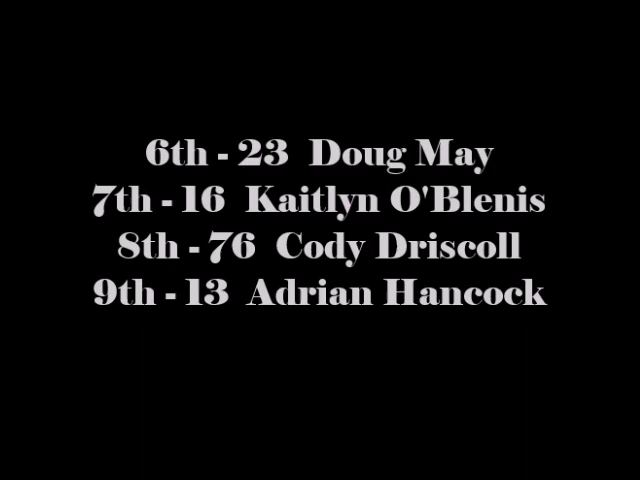 6th - 23 Doug May
7th - 16 Kaitlyn O'Blenis
8th - 76 Cody Driscoll
9th - 13 Adrian Hancock